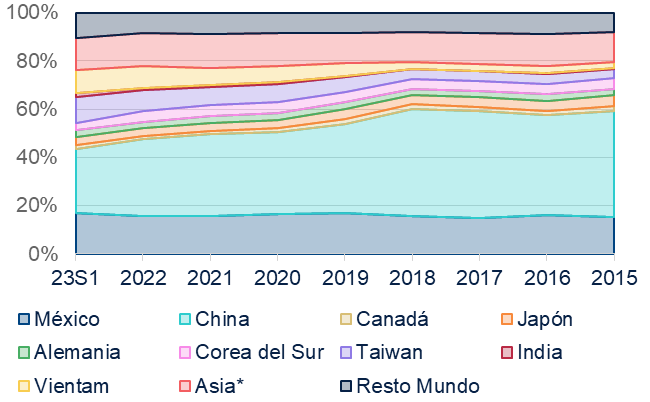 100%
80%
60%
40%
20%
0%
23S1 2022 2021 2020 2019 2018 2017 2016 2015
México China Canadá Japón
Alemania Corea del Sur Taiwan India
Vientam Asia* Resto Mundo